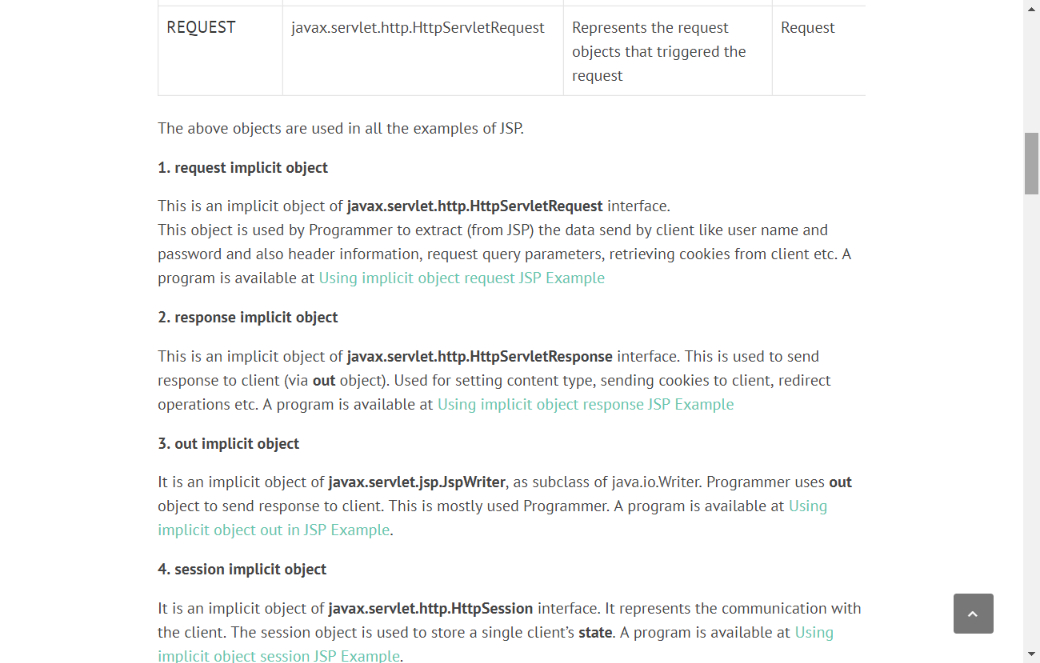 REQUEST javax.servlet.http.HttpServletRequest Represents the request Request
objects that triggered the
request
The above objects are used in all the examples of JSP.
1. request implicit object
This is an implicit object of javax.servlet.http.HttpServletRequest interface.
This object is used by Programmer to extract (from JSP) the data send by client like user name and
password and also header information, request query parameters, retrieving cookies from client etc. A
program is available at Using implicit object request JSP Example
2. response implicit object
This is an implicit object of javax.servlet.http.HttpServletResponse interface. This is used to send
response to client (via out object). Used for setting content type, sending cookies to client, redirect
operations etc. A program is available at Using implicit object response JSP Example
3. out implicit object
It is an implicit object of javax.servlet.jsp.JspWriter, as subclass of java.io.Writer. Programmer uses out
object to send response to client. This is mostly used Programmer. A program is available at Using
implicit object out in JSP Example.
4. session implicit object
It is an implicit object of javax.servlet.http.HttpSession interface. It represents the communication with
the client. The session object is used to store a single client's state. A program is available at Using
implicit object session JSP Example.